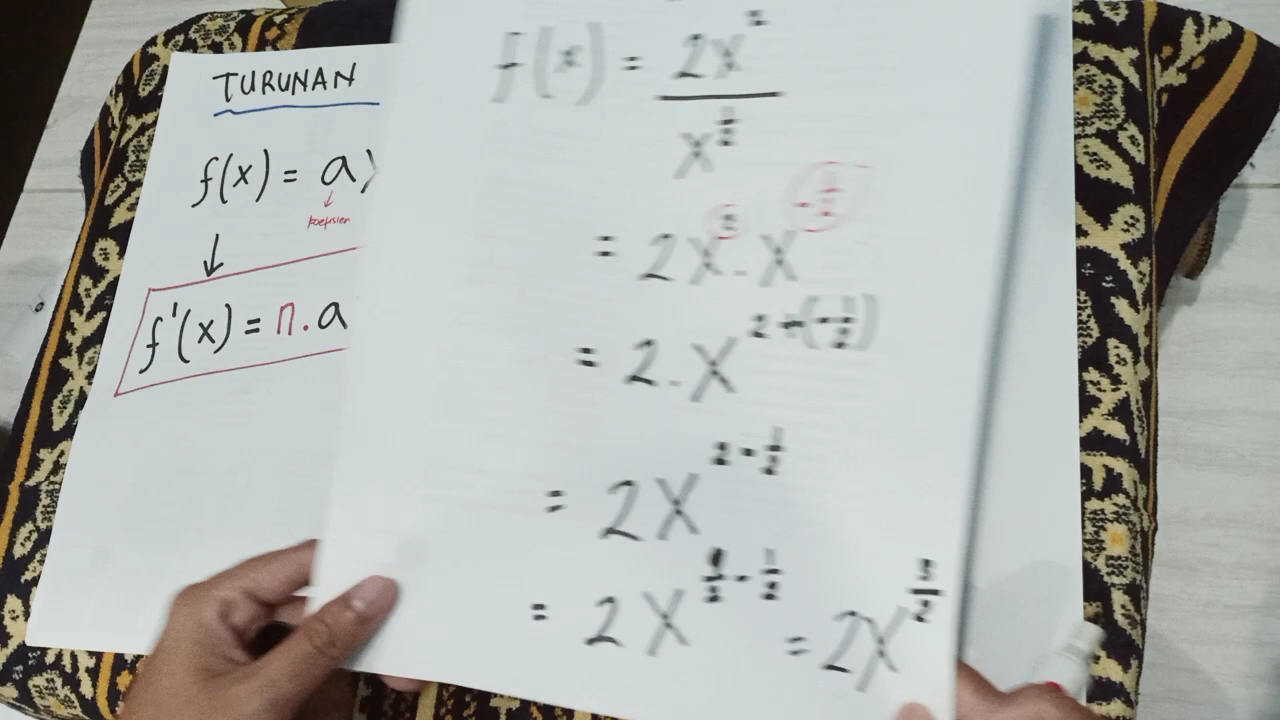 TURUNAN
f(x) = a
koefisien
f'(x) = n.a
f(x) = 2x² / x^½
= 2x² . x^-½
= 2 . x^2+(-½)
= 2x^2-½
= 2x^4/2-½ = 2x^3/2